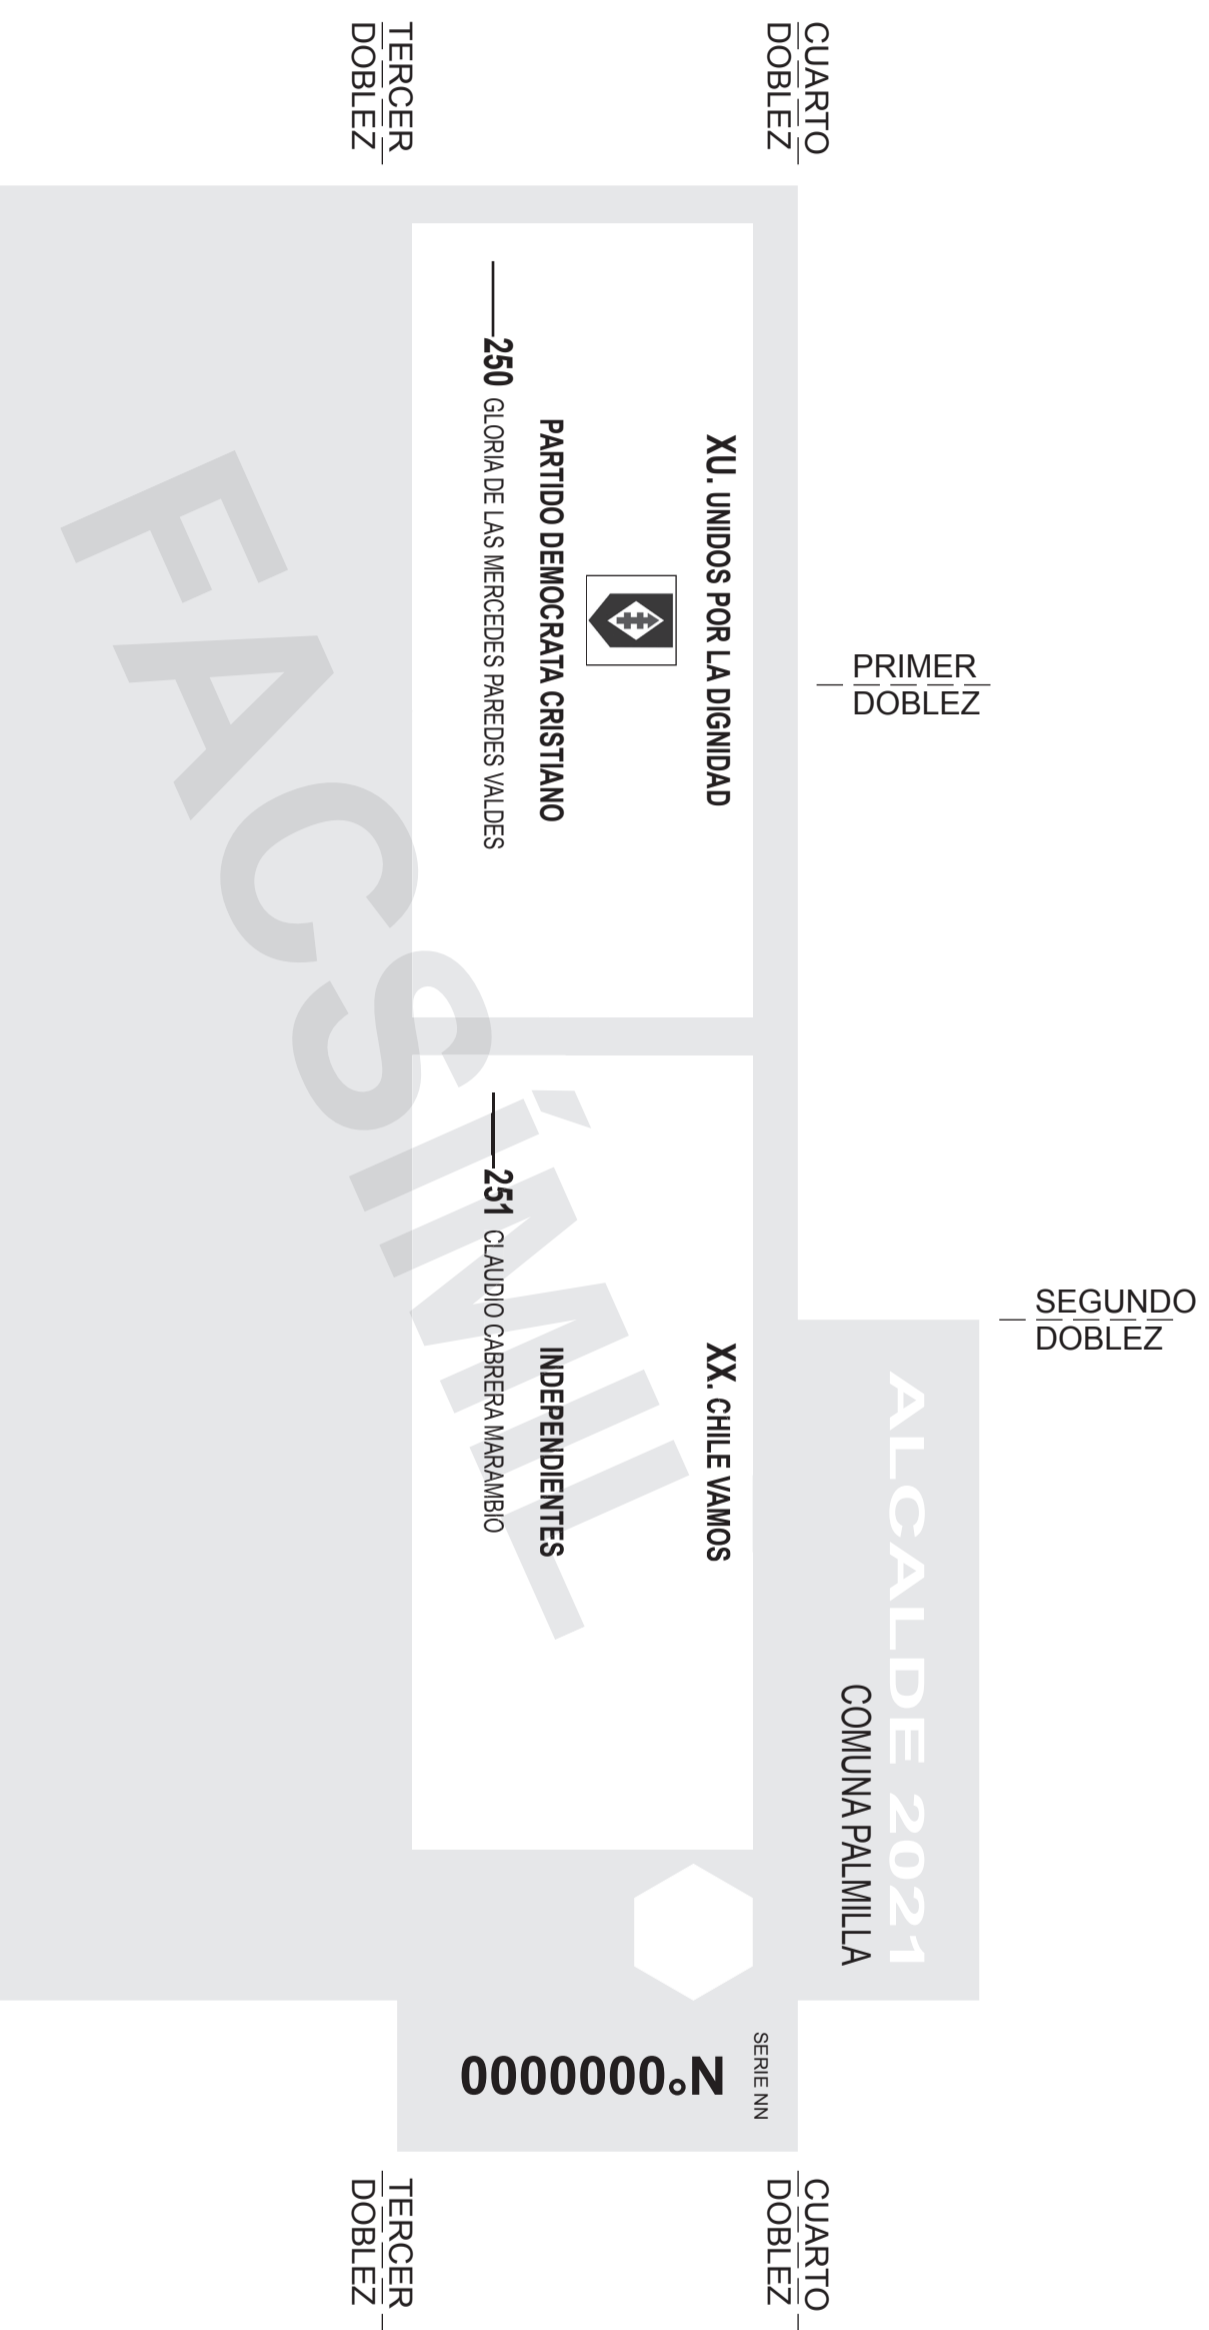 TERCER
DOBLEZ
CUARTO
DOBLEZ
PRIMER
DOBLEZ
SEGUNDO
DOBLEZ
ALCALDE 2021
COMUNA PALMILLA
XU. UNIDOS POR LA DIGNIDAD
PARTIDO DEMOCRATA CRISTIANO
250 GLORIA DE LAS MERCEDES PAREDES VALDES
XX. CHILE VAMOS
INDEPENDIENTES
251 CLAUDIO CABRERA MARAMBIO
FACSÍMIL
SERIE NN
N°0000000
TERCER
DOBLEZ
CUARTO
DOBLEZ